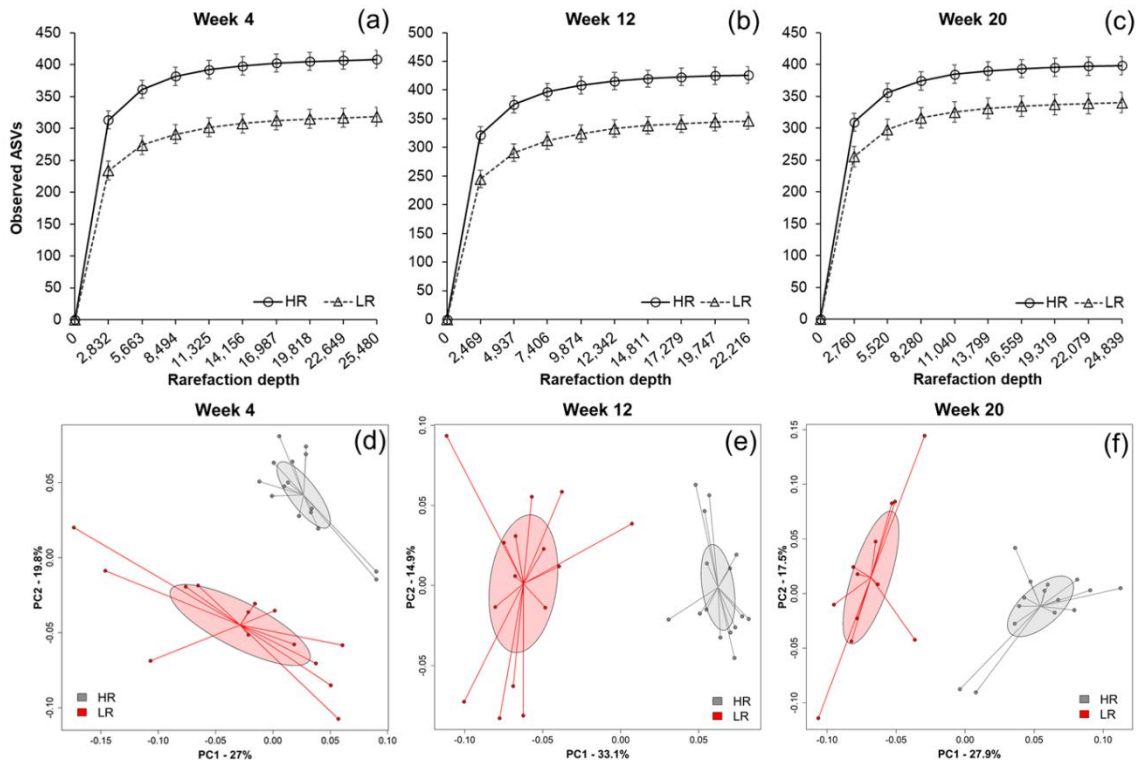 Week 4 (a)
Observed ASVs
450
400
350
300
250
200
150
100
50
0
HR LR
0 2,832 5,663 8,494 11,325 14,156 16,987 19,818 22,649 25,480
Rarefaction depth
Week 12 (b)
500
450
400
350
300
250
200
150
100
50
0
HR LR
0 2,469 4,937 7,406 9,874 12,342 14,811 17,279 19,747 22,216
Rarefaction depth
Week 20 (c)
450
400
350
300
250
200
150
100
50
0
HR LR
0 2,760 5,520 8,280 11,040 13,799 16,559 19,319 22,079 24,839
Rarefaction depth
Week 4
(d)
PC2 - 19.8%
0.05
0.00
-0.05
-0.10
HR
LR
-0.15 -0.10 -0.05 0.00 0.05 0.10
PC1 - 27%
Week 12
(e)
PC2 - 14.9%
0.10
0.05
0.00
-0.05
HR
LR
-0.10 -0.05 0.00 0.05
PC1 - 33.1%
Week 20
(f)
PC2 - 17.5%
0.15
0.10
0.05
0.00
-0.05
-0.10
HR
LR
-0.10 -0.05 0.00 0.05 0.10
PC1 - 27.9%